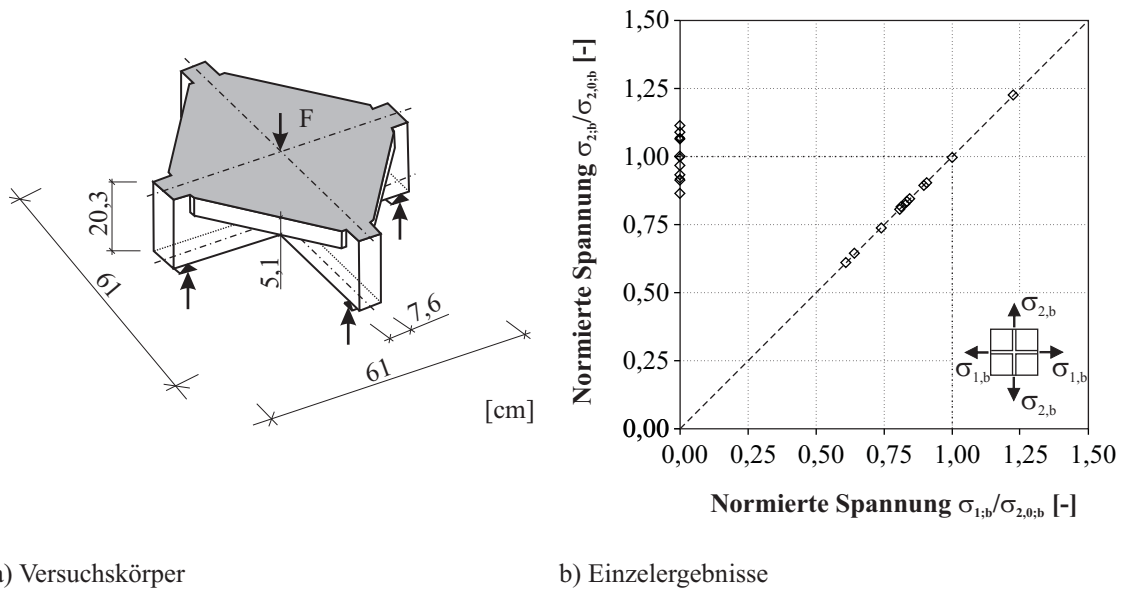 F
20,3
61
5,1
7,6
61
[cm]
Normierte Spannung σ2;b/σ2,0;b [-]
1,50
1,25
1,00
0,75
0,50
0,25
0,00
0,00 0,25 0,50 0,75 1,00 1,25 1,50
σ2,b
σ1,b σ1,b
σ2,b
Normierte Spannung σ1;b/σ2,0;b [-]
) Versuchskörper
b) Einzelergebnisse